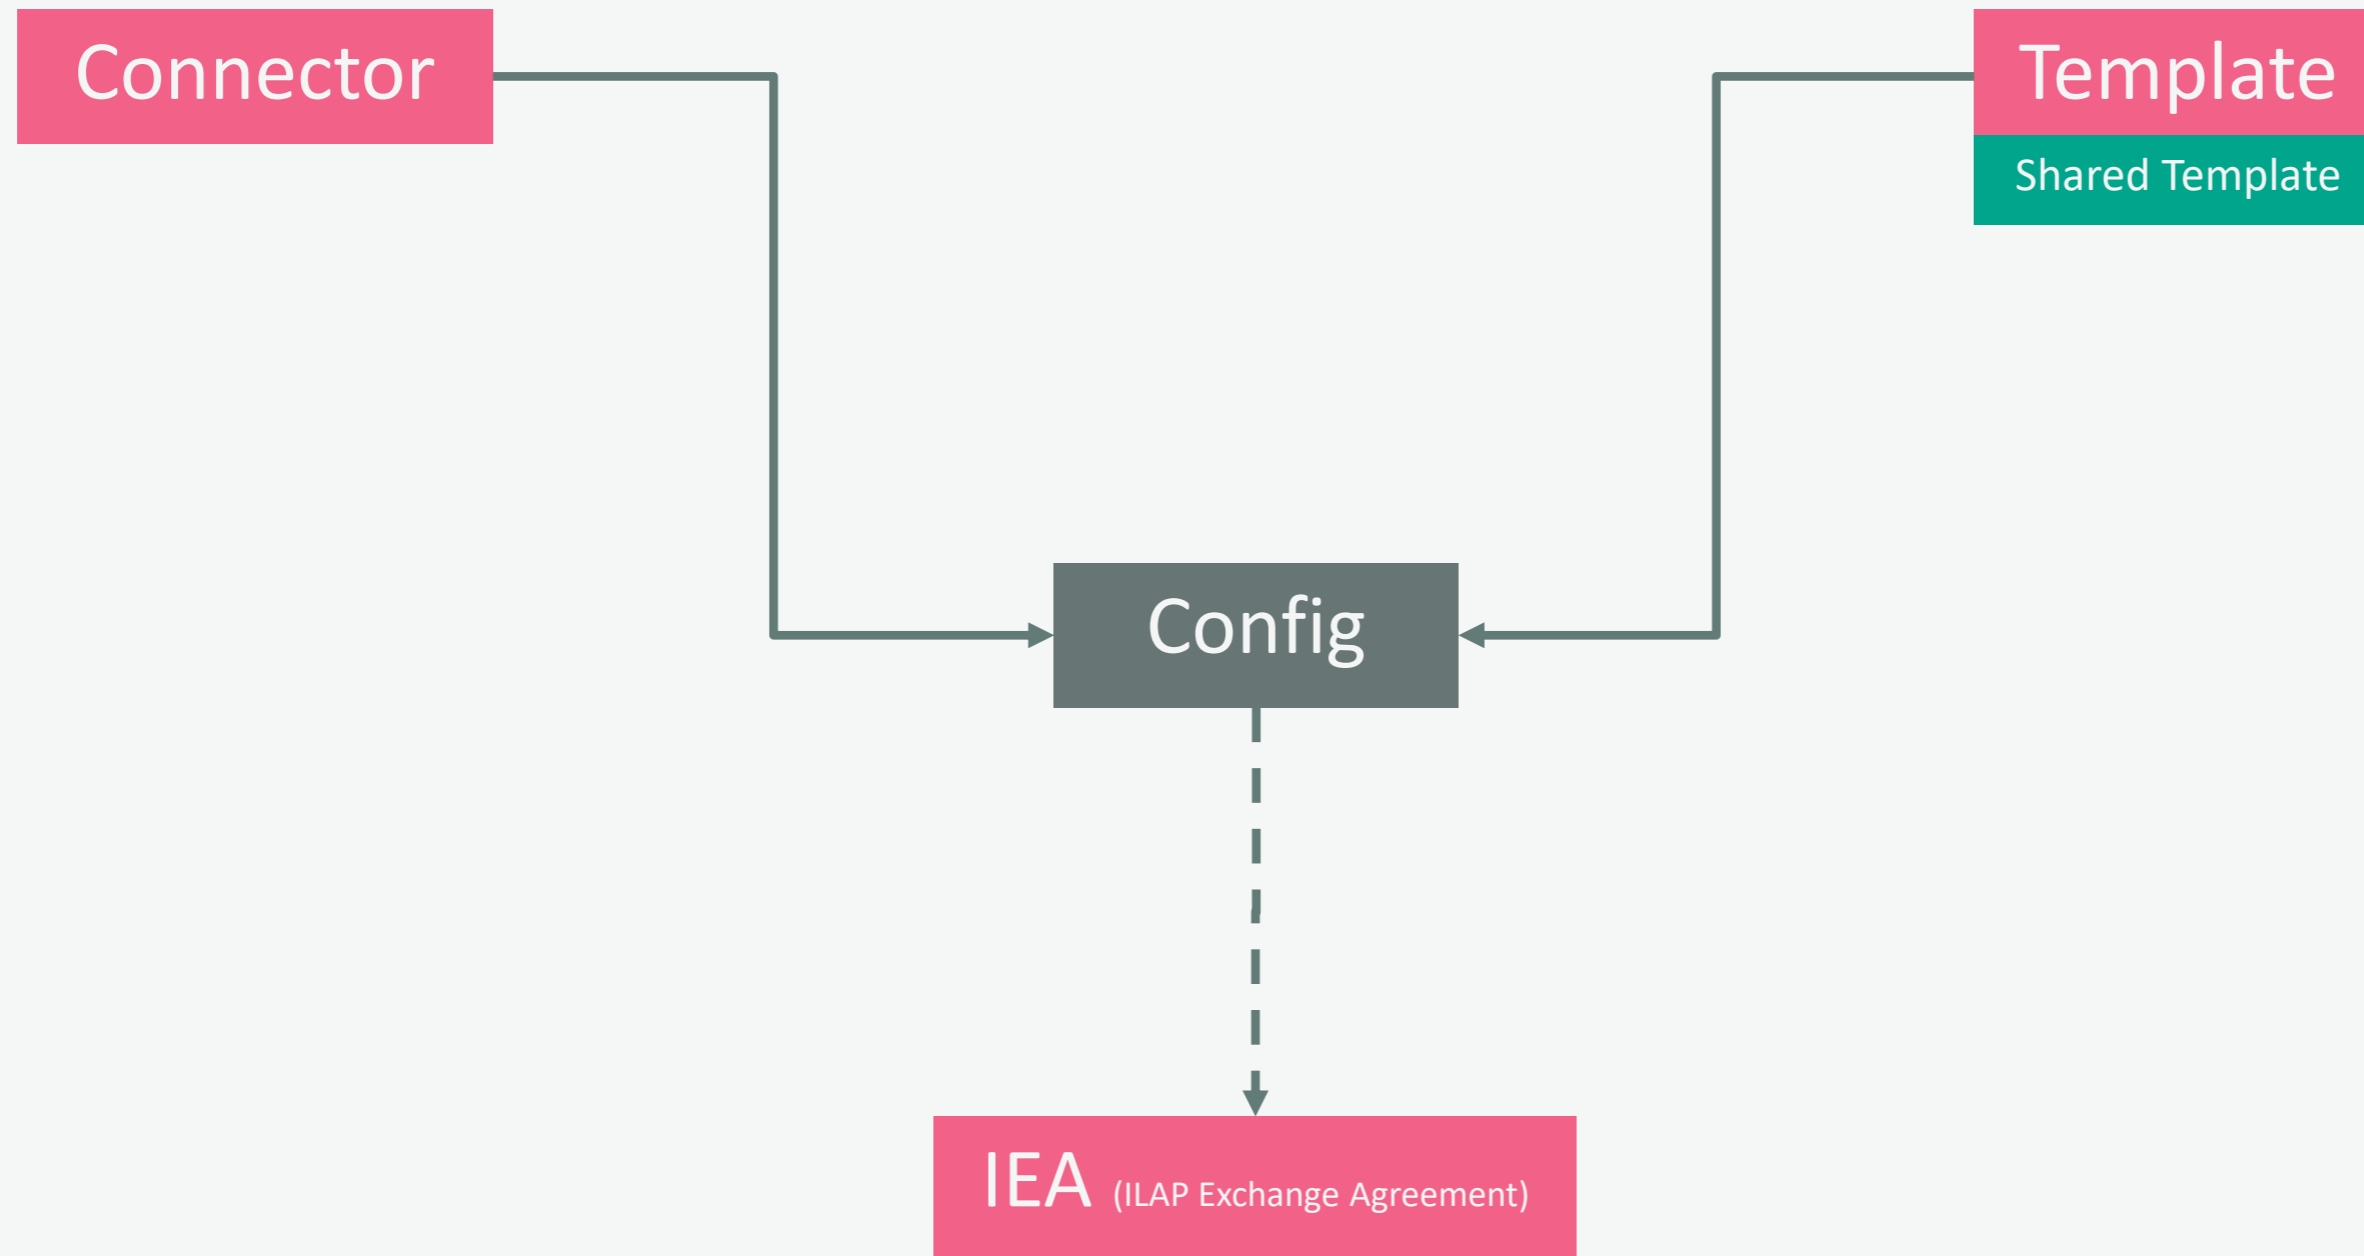 Connector
Template
Shared Template
Config
IEA (ILAP Exchange Agreement)